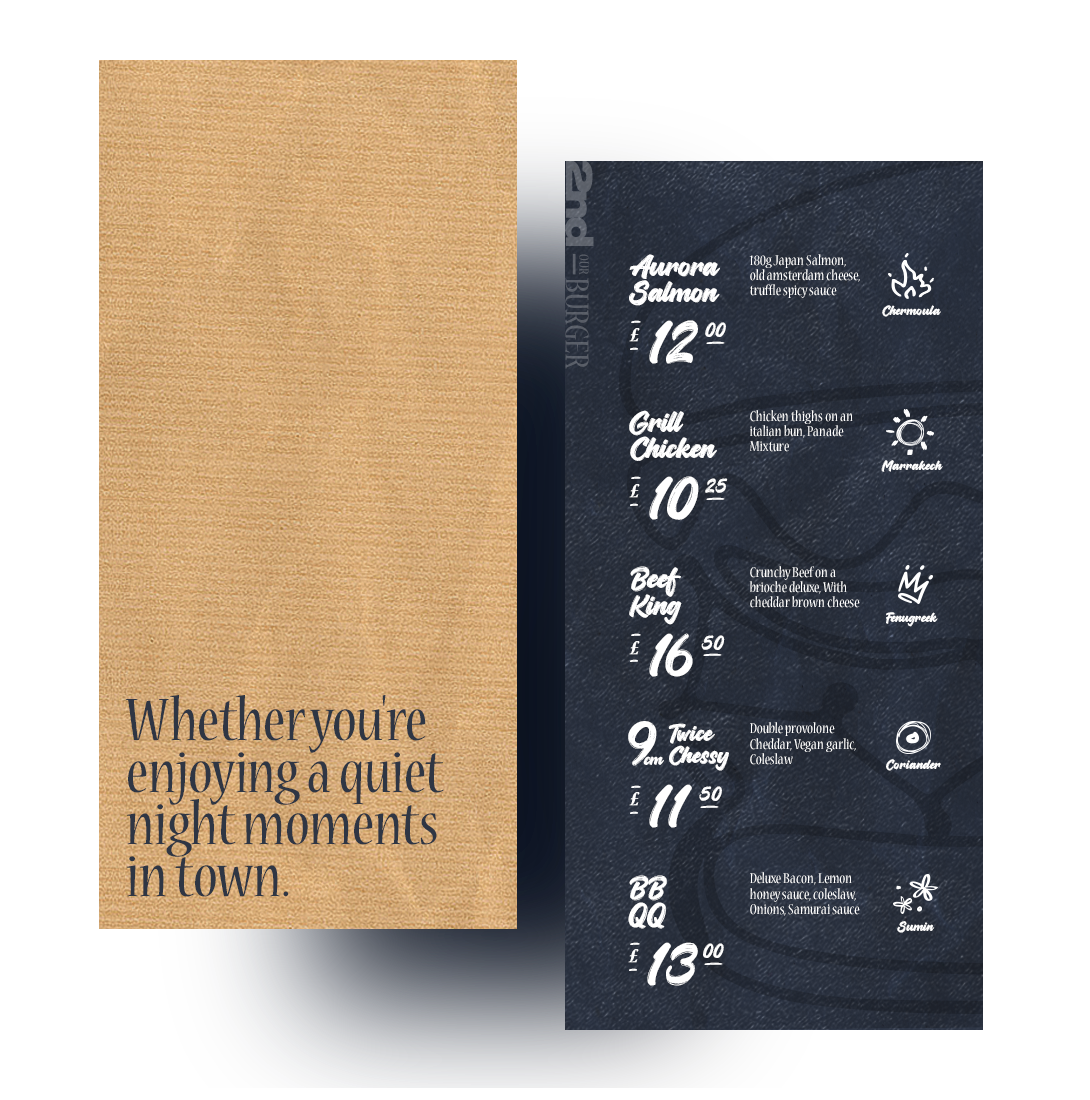 Whether you're
enjoying a quiet
night moments
in town.
2nd
OUR
BURGER
Aurora
Salmon
£ 12 00
180g Japan Salmon,
old amsterdam cheese,
truffle spicy sauce
Chermoula
Grill
Chicken
£ 10 25
Chicken thighs on an
italian bun, Panade
Mixture
Marrakech
Beef
King
£ 16 50
Crunchy Beef on a
brioche deluxe, With
cheddar brown cheese
Fenugreek
9cm Twice
Chessy
£ 11 50
Double provolone
Cheddar, Vegan garlic,
Coleslaw
Coriander
BB
QQ
£ 13 00
Deluxe Bacon, Lemon
honey sauce, coleslaw,
Onions, Samurai sauce
Sumin